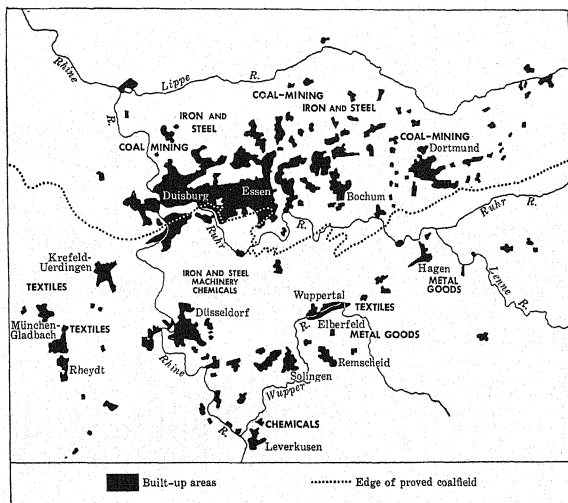 Rhine
R.
Lippe
R.
COAL-MINING
IRON AND STEEL
IRON AND
STEEL
COAL MINING
COAL-MINING
Dortmund
Duisburg
Essen
Bochum
Ruhr
R.
Ruhr
R.
Krefeld-
Uerdingen
IRON AND STEEL
MACHINERY
CHEMICALS
Hagen
METAL
GOODS
Lenne
R.
TEXTILES
München-
Gladbach
TEXTILES
Rheydt
Düsseldorf
Wuppertal
TEXTILES
R.
Elberfeld
METAL GOODS
Rhine
Solingen
Remscheid
Wupper
R.
CHEMICALS
Leverkusen
Built-up areas
Edge of proved coalfield